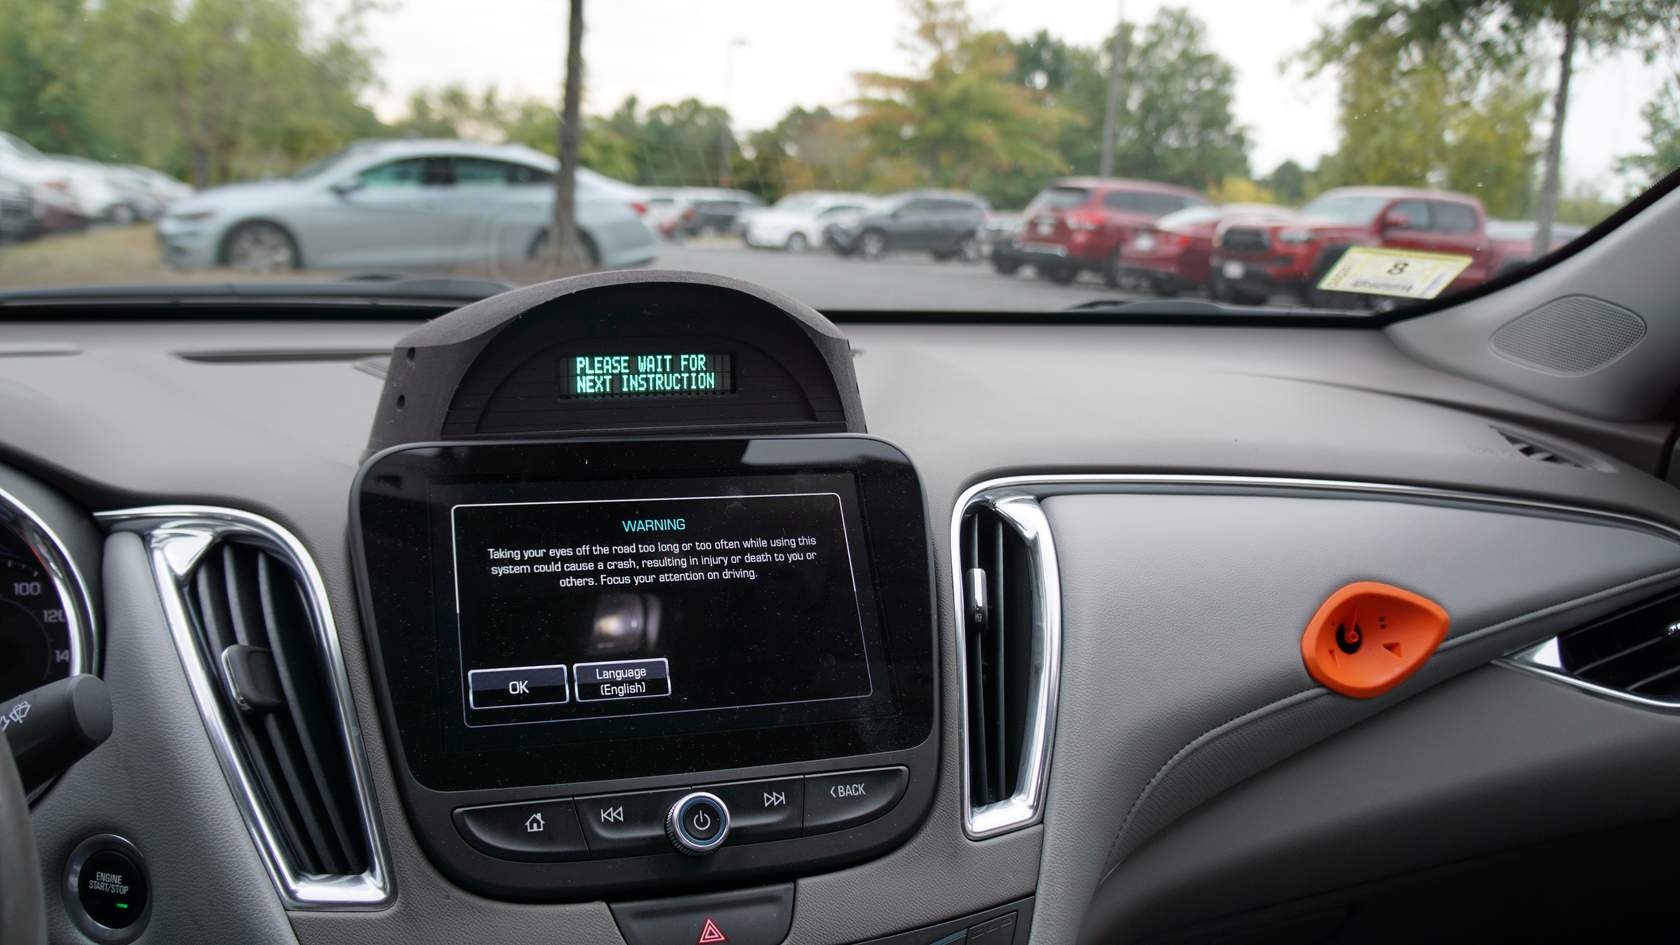 8
PLEASE WAIT FOR
NEXT INSTRUCTION
WARNING
Taking your eyes off the road too long or too often while using this
system could cause a crash, resulting in injury or death to you or
others. Focus your attention on driving.
OK
Language
(English)
BACK
100
120
14
ENGINE
START/STOP